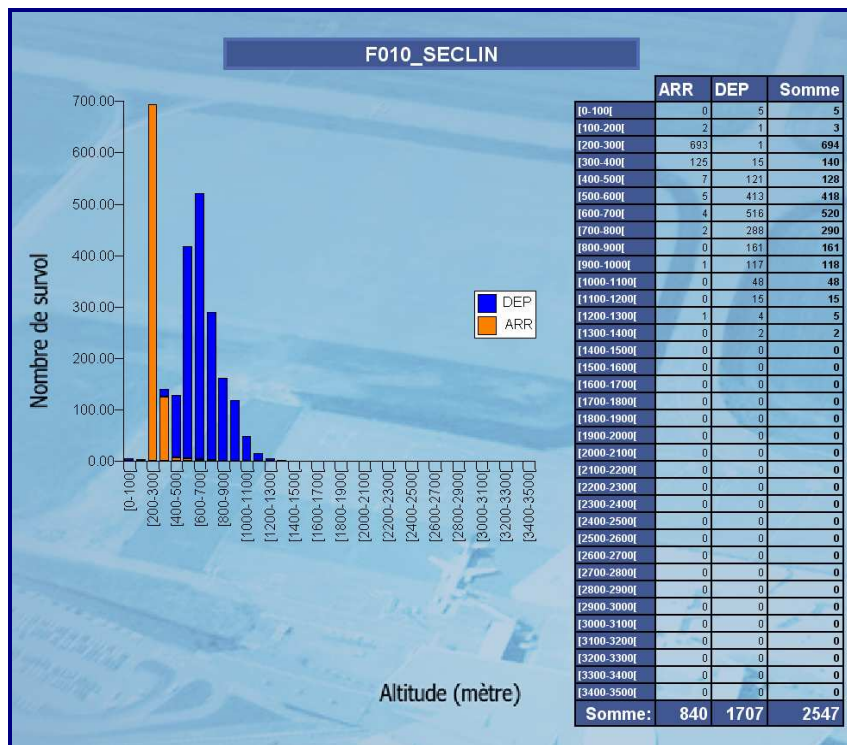 F010_SECLIN
Nombre de survol
700.00
600.00
500.00
400.00
300.00
200.00
100.00
0.00
[0-100[
[200-300[
[400-500[
[600-700[
[800-900[
[1000-1100[
[1200-1300[
[1400-1500[
[1600-1700[
[1800-1900[
[2000-2100[
[2200-2300[
[2400-2500[
[2600-2700[
[2800-2900[
[3000-3100[
[3200-3300[
[3400-3500[
Altitude (mètre)
DEP
ARR
ARR DEP Somme
[0-100[ 0 5 5
[100-200[ 2 1 3
[200-300[ 693 1 694
[300-400[ 125 15 140
[400-500[ 7 121 128
[500-600[ 5 413 418
[600-700[ 4 516 520
[700-800[ 2 288 290
[800-900[ 0 161 161
[900-1000[ 1 117 118
[1000-1100[ 0 48 48
[1100-1200[ 0 15 15
[1200-1300[ 1 4 5
[1300-1400[ 0 2 2
[1400-1500[ 0 0 0
[1500-1600[ 0 0 0
[1600-1700[ 0 0 0
[1700-1800[ 0 0 0
[1800-1900[ 0 0 0
[1900-2000[ 0 0 0
[2000-2100[ 0 0 0
[2100-2200[ 0 0 0
[2200-2300[ 0 0 0
[2300-2400[ 0 0 0
[2400-2500[ 0 0 0
[2500-2600[ 0 0 0
[2600-2700[ 0 0 0
[2700-2800[ 0 0 0
[2800-2900[ 0 0 0
[2900-3000[ 0 0 0
[3000-3100[ 0 0 0
[3100-3200[ 0 0 0
[3200-3300[ 0 0 0
[3300-3400[ 0 0 0
[3400-3500[ 0 0 0
Somme: 840 1707 2547